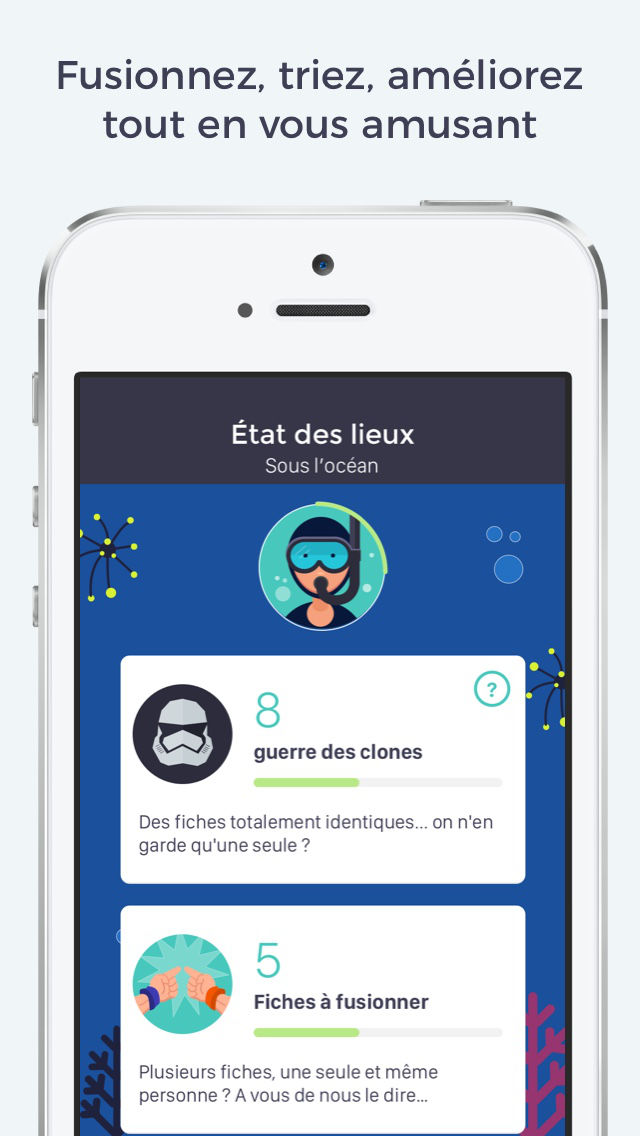 Fusionnez, triez, améliorez
tout en vous amusant
État des lieux
Sous l'océan
?
8
guerre des clones
Des fiches totalement identiques... on n'en
garde qu'une seule ?
5
Fiches à fusionner
Plusieurs fiches, une seule et même
personne ? A vous de nous le dire...